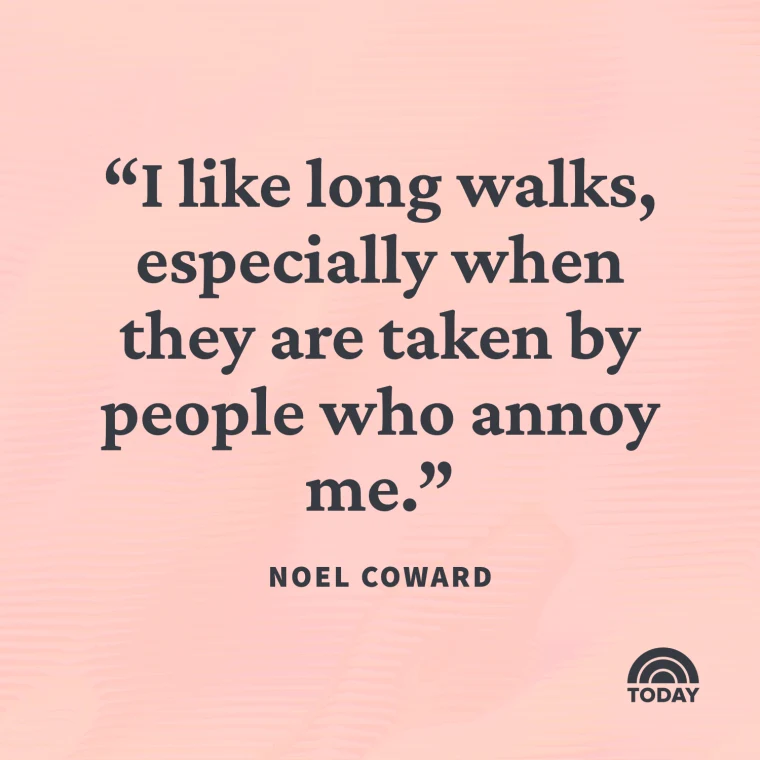 “I like long walks,
especially when
they are taken by
people who annoy
me.”
NOEL COWARD
TODAY